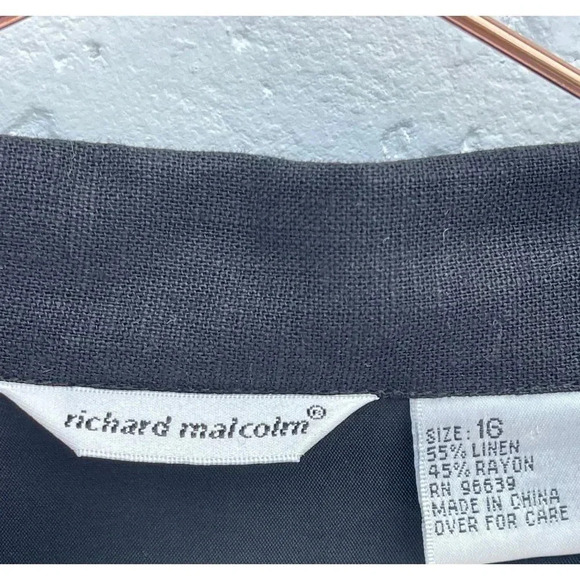 richard malcolm®
SIZE: 16
55% LINEN
45% RAYON
RN 96639
MADE IN CHINA
OVER FOR CARE